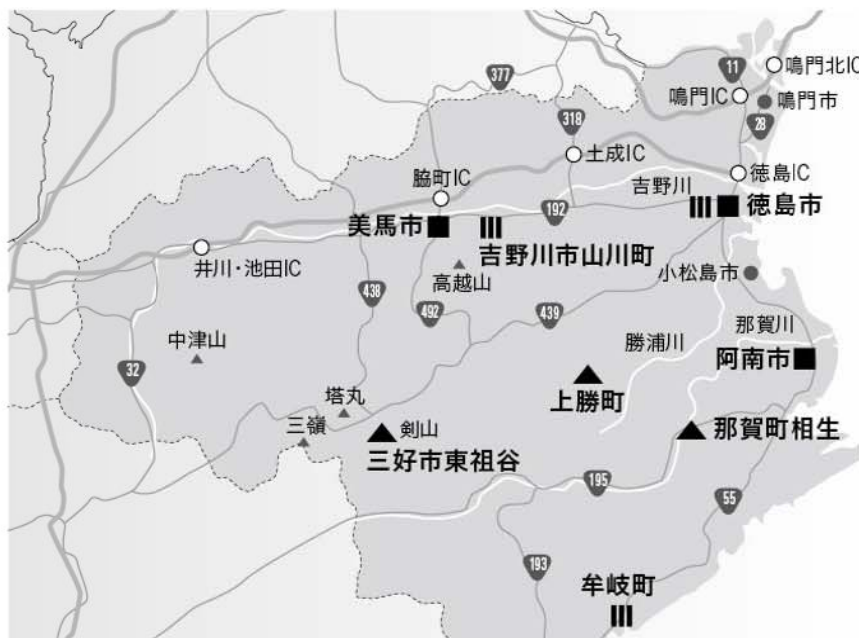 11
鳴門北IC
377
鳴門IC
鳴門市
318
28
土成IC
脇町IC
徳島IC
吉野川
192
美馬市
徳島市
吉野川市山川町
井川・池田IC
高越山
小松島市
438
492
439
那賀川
中津山
勝浦川
阿南市
32
上勝町
塔丸
剣山
那賀町相生
三嶺
三好市東祖谷
195
55
193
牟岐町